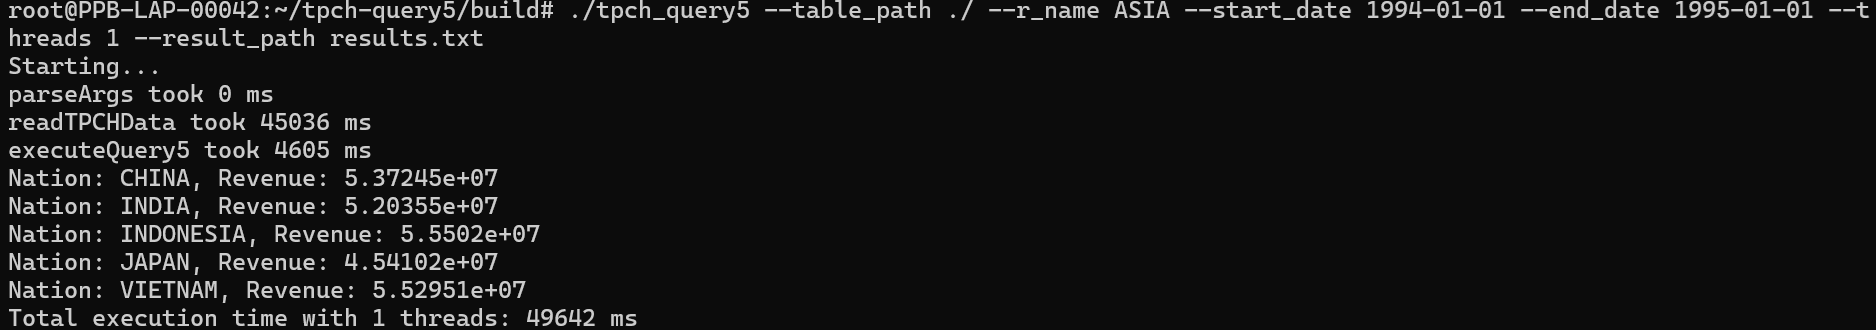 root@PPB-LAP-00042:~/tpch-query5/build# ./tpch_query5 --table_path ./ --r_name ASIA --start_date 1994-01-01 --end_date 1995-01-01 --t
hreads 1 --result_path results.txt
Starting...
parseArgs took 0 ms
readTPCHData took 45036 ms
executeQuery5 took 4605 ms
Nation: CHINA, Revenue: 5.37245e+07
Nation: INDIA, Revenue: 5.20355e+07
Nation: INDONESIA, Revenue: 5.5502e+07
Nation: JAPAN, Revenue: 4.54102e+07
Nation: VIETNAM, Revenue: 5.52951e+07
Total execution time with 1 threads: 49642 ms